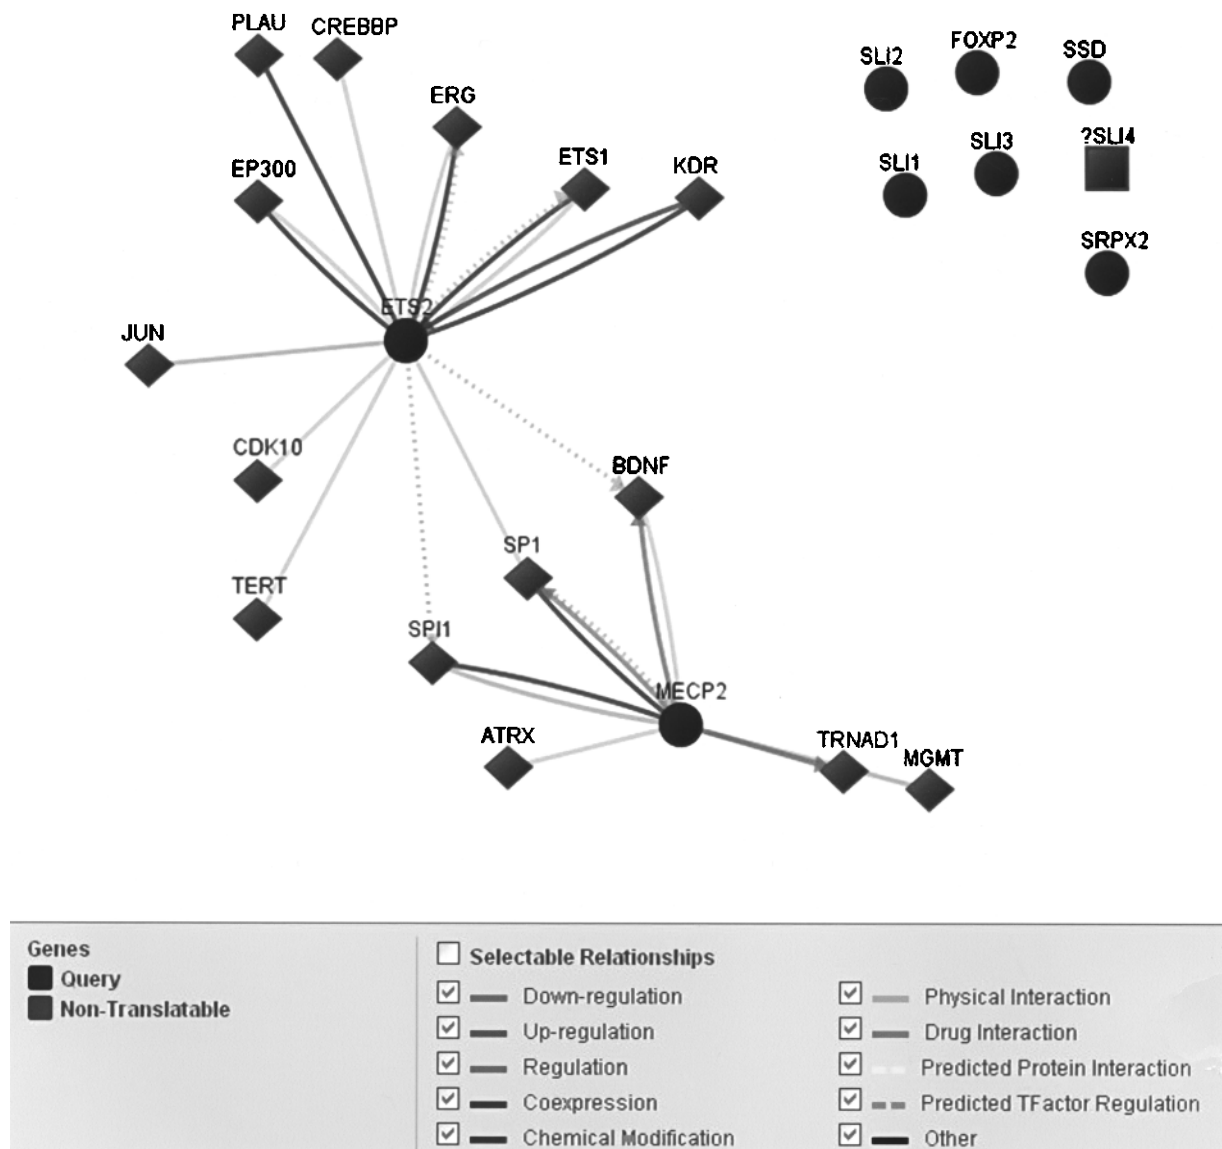 PLAU
CREBBP
ERG
EP300
ETS1
KDR
SLI2
FOXP2
SSD
SLI1
SLI3
?SLI4
SRPX2
ETS2
JUN
CDK10
BDNF
SP1
TERT
SPI1
MECP2
ATRX
TRNAD1
MGMT
Genes
Query
Non-Translatable
Selectable Relationships
Down-regulation
Up-regulation
Regulation
Coexpression
Chemical Modification
Physical Interaction
Drug Interaction
Predicted Protein Interaction
Predicted TFactor Regulation
Other